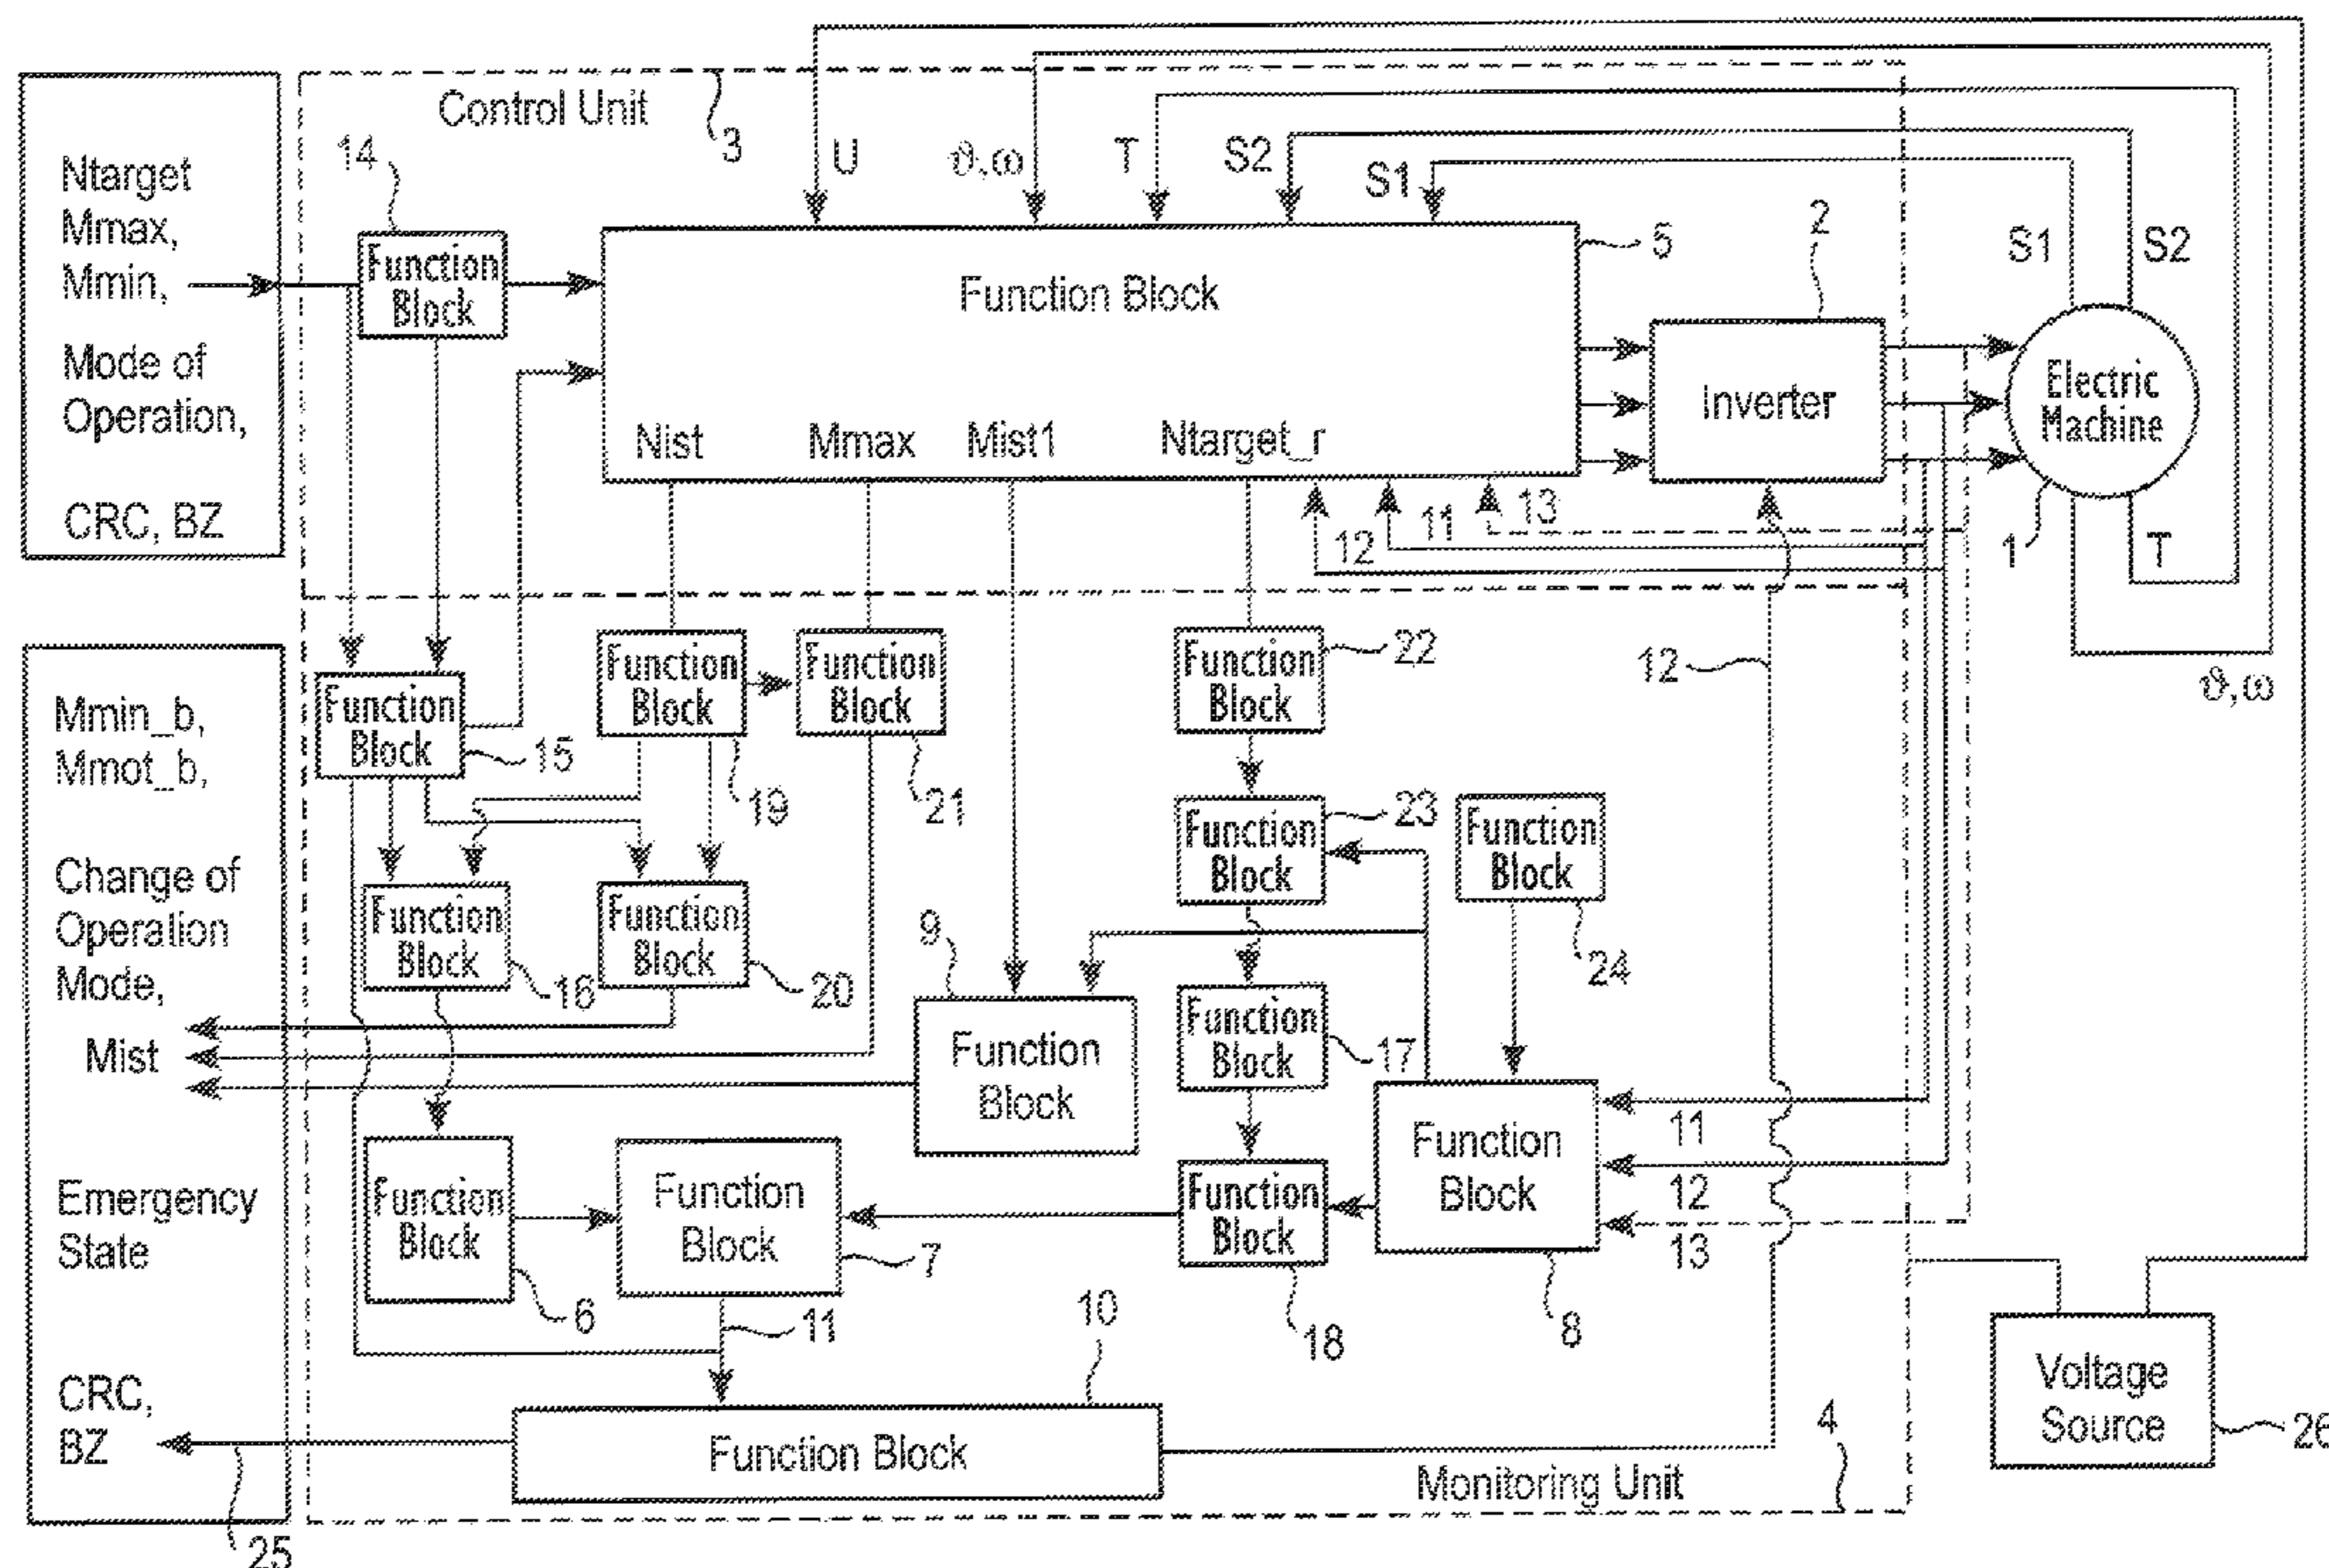 Control Unit
3
14
U
ϑ,ω
T
S2
S1
Ntarget
Mmax,
Mmin,
Mode of
Operation,
CRC, BZ
Function
Block
Function Block
5
2
S1
S2
Nist
Mmax
Mist1
Ntarget_r
Inverter
Electric
Machine
12
11
13
1
T
ϑ,ω
Mmin_b,
Mmot_b,
Change of
Operation
Mode,
Mist
Emergency
State
CRC,
BZ
Function
Block
15
Function
Block
19
Function
Block
21
Function
Block
22
12
Function
Block
16
Function
Block
20
Function
Block
23
Function
Block
24
9
Function
Block
Function
Block
17
Function
Block
8
11
12
13
Function
Block
6
Function
Block
7
Function
Block
18
11
10
Function Block
Monitoring Unit
4
Voltage
Source
26
25